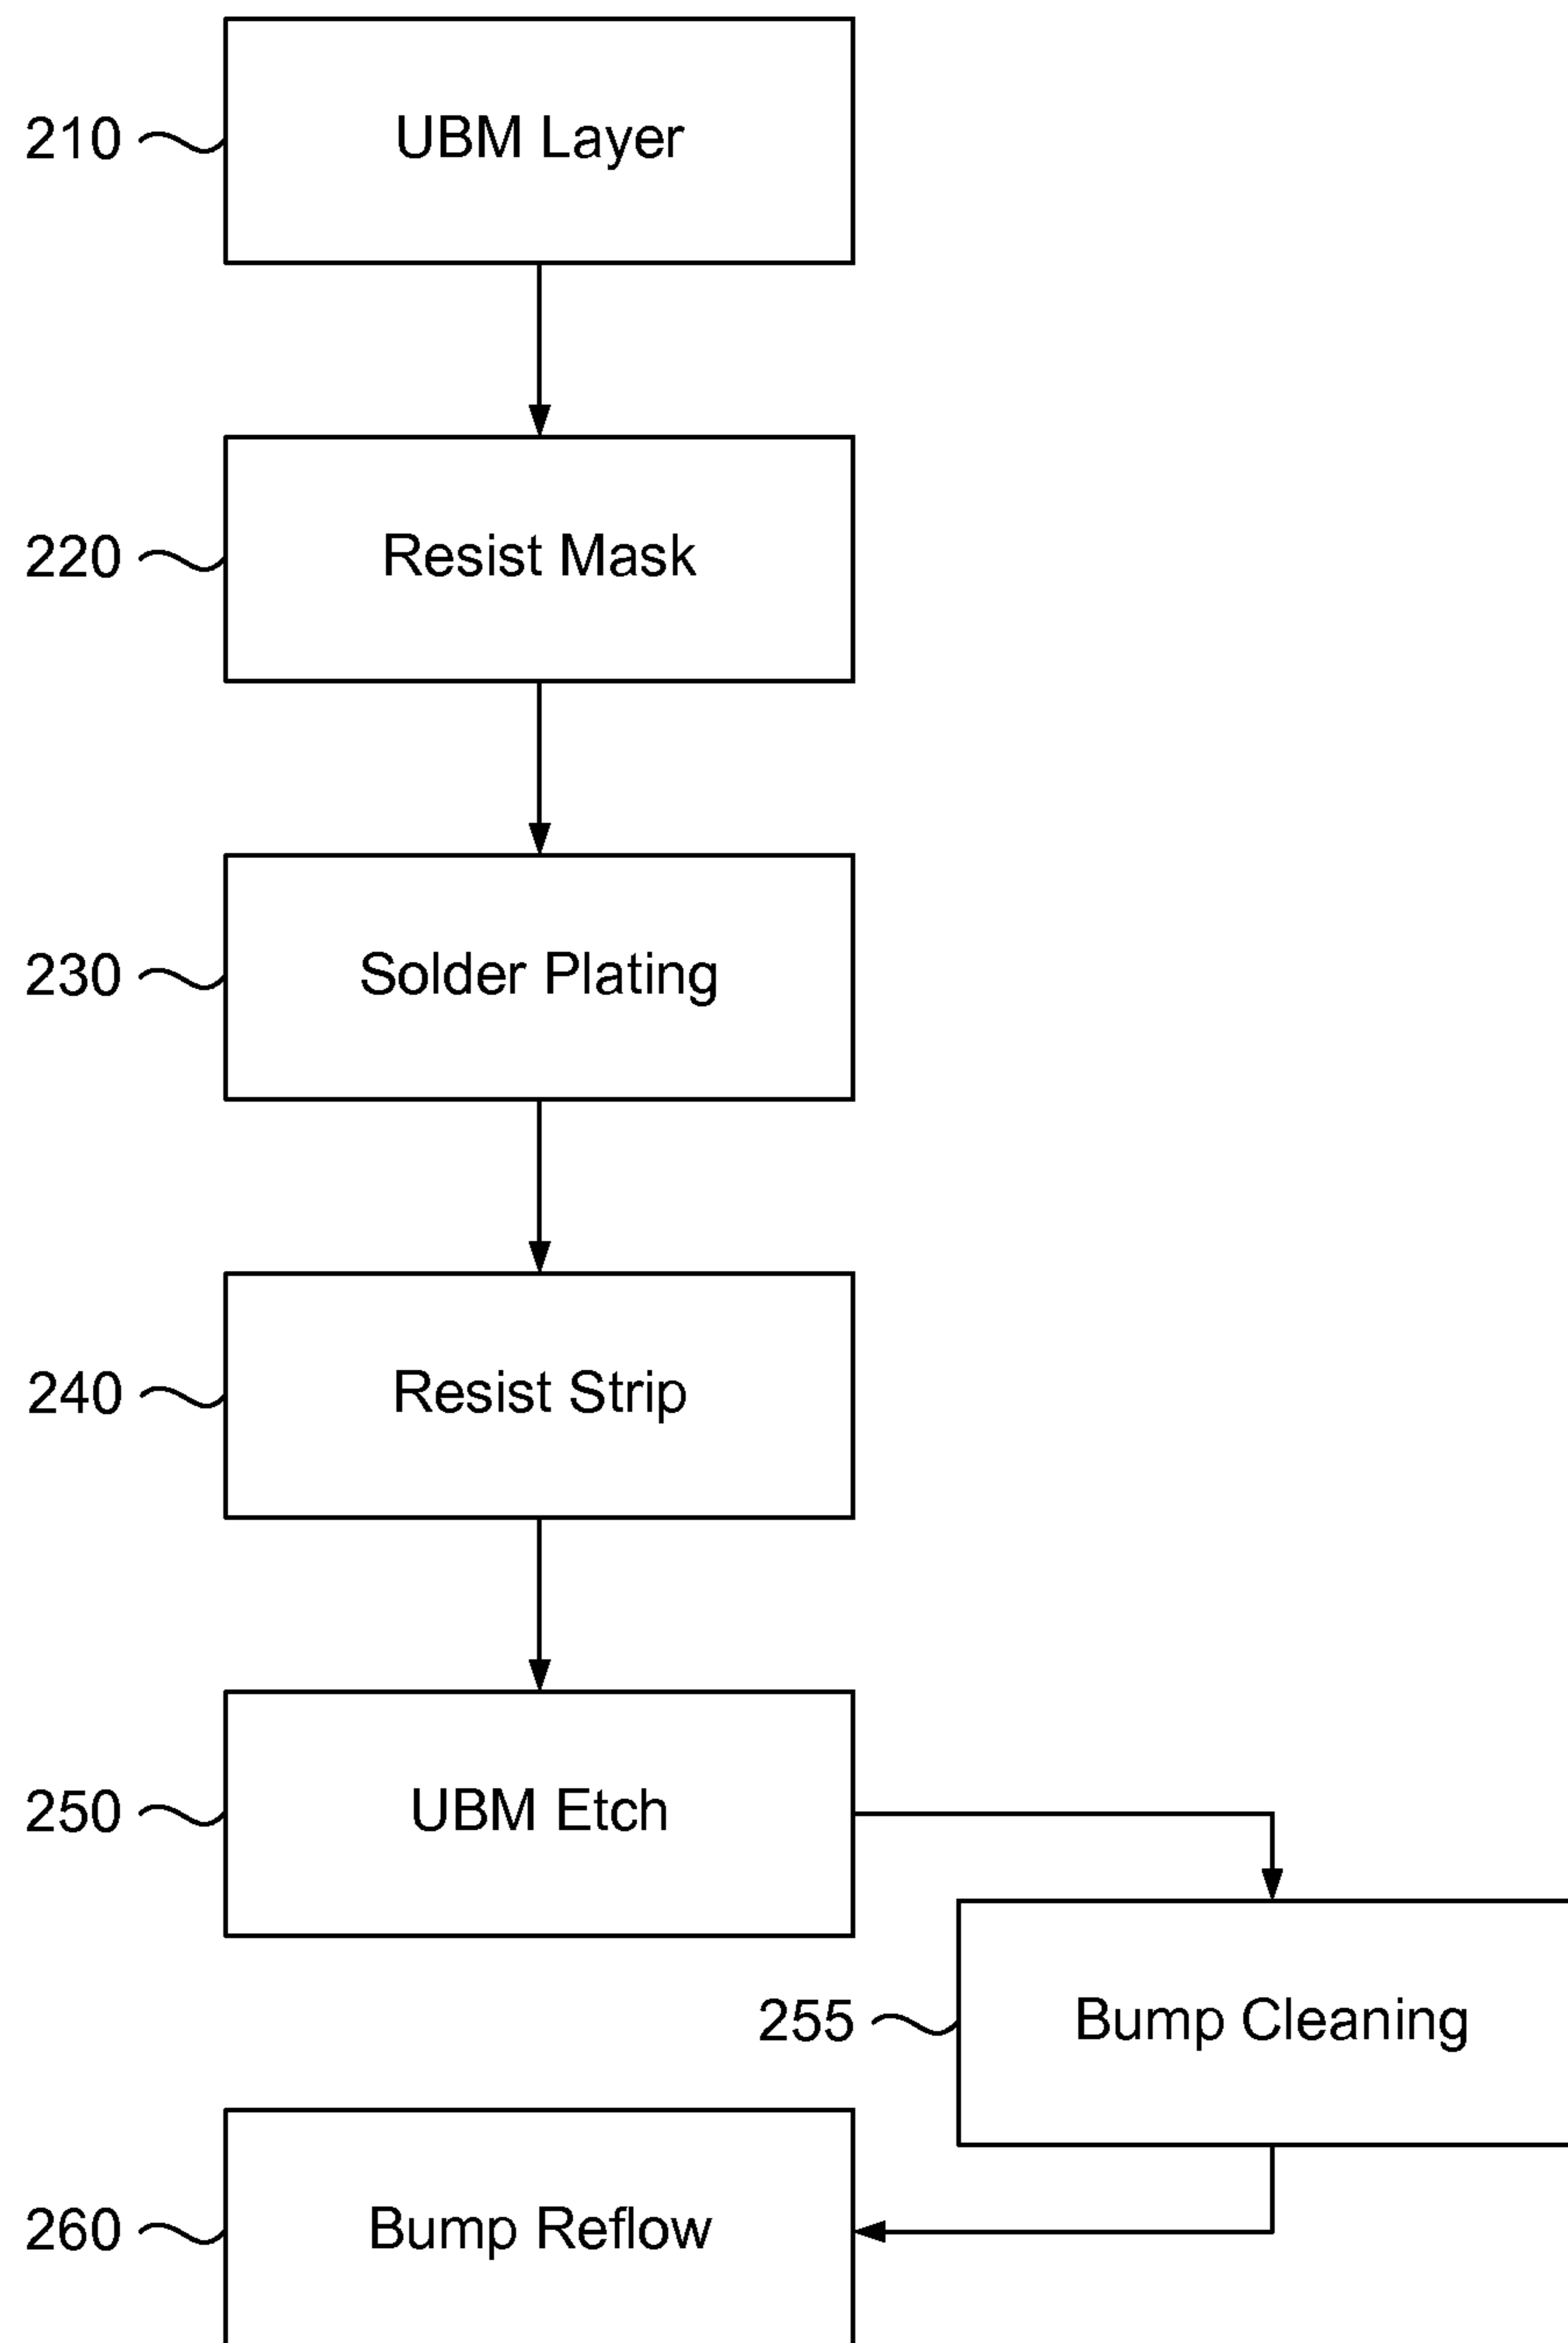 210 UBM Layer
220 Resist Mask
230 Solder Plating
240 Resist Strip
250 UBM Etch
255 Bump Cleaning
260 Bump Reflow